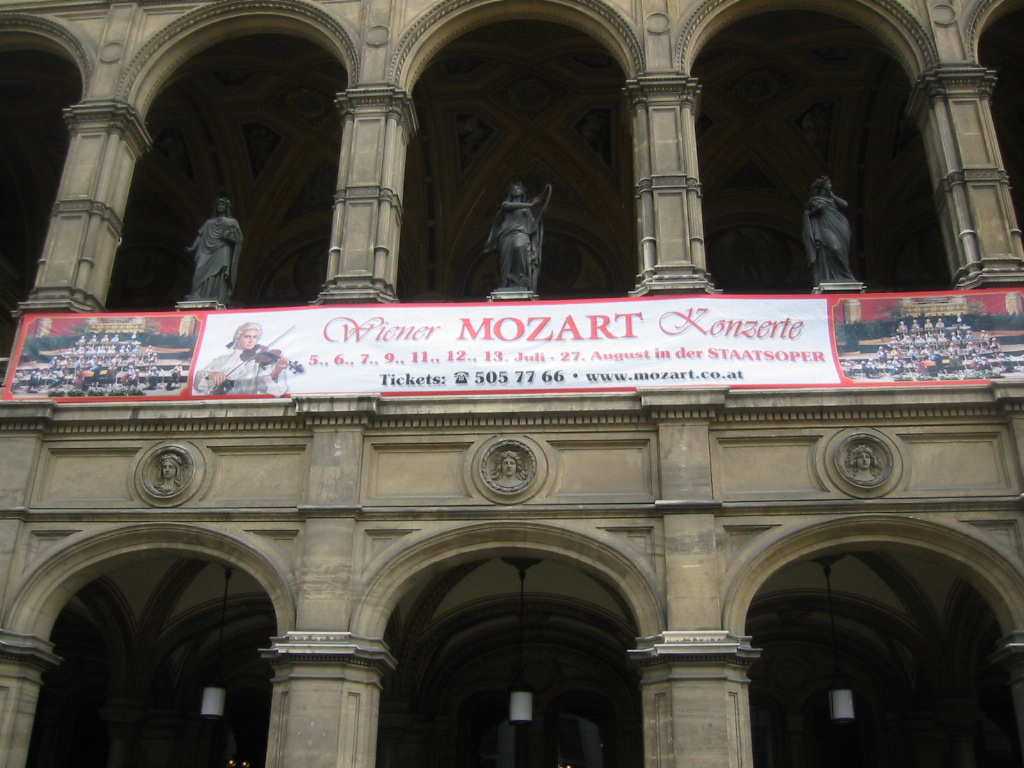 Wiener MOZART Konzerte
5., 6., 7., 9., 11., 12., 13. Juli · 27. August in der STAATSOPER
Tickets: ☎ 505 77 66 • www.mozart.co.at